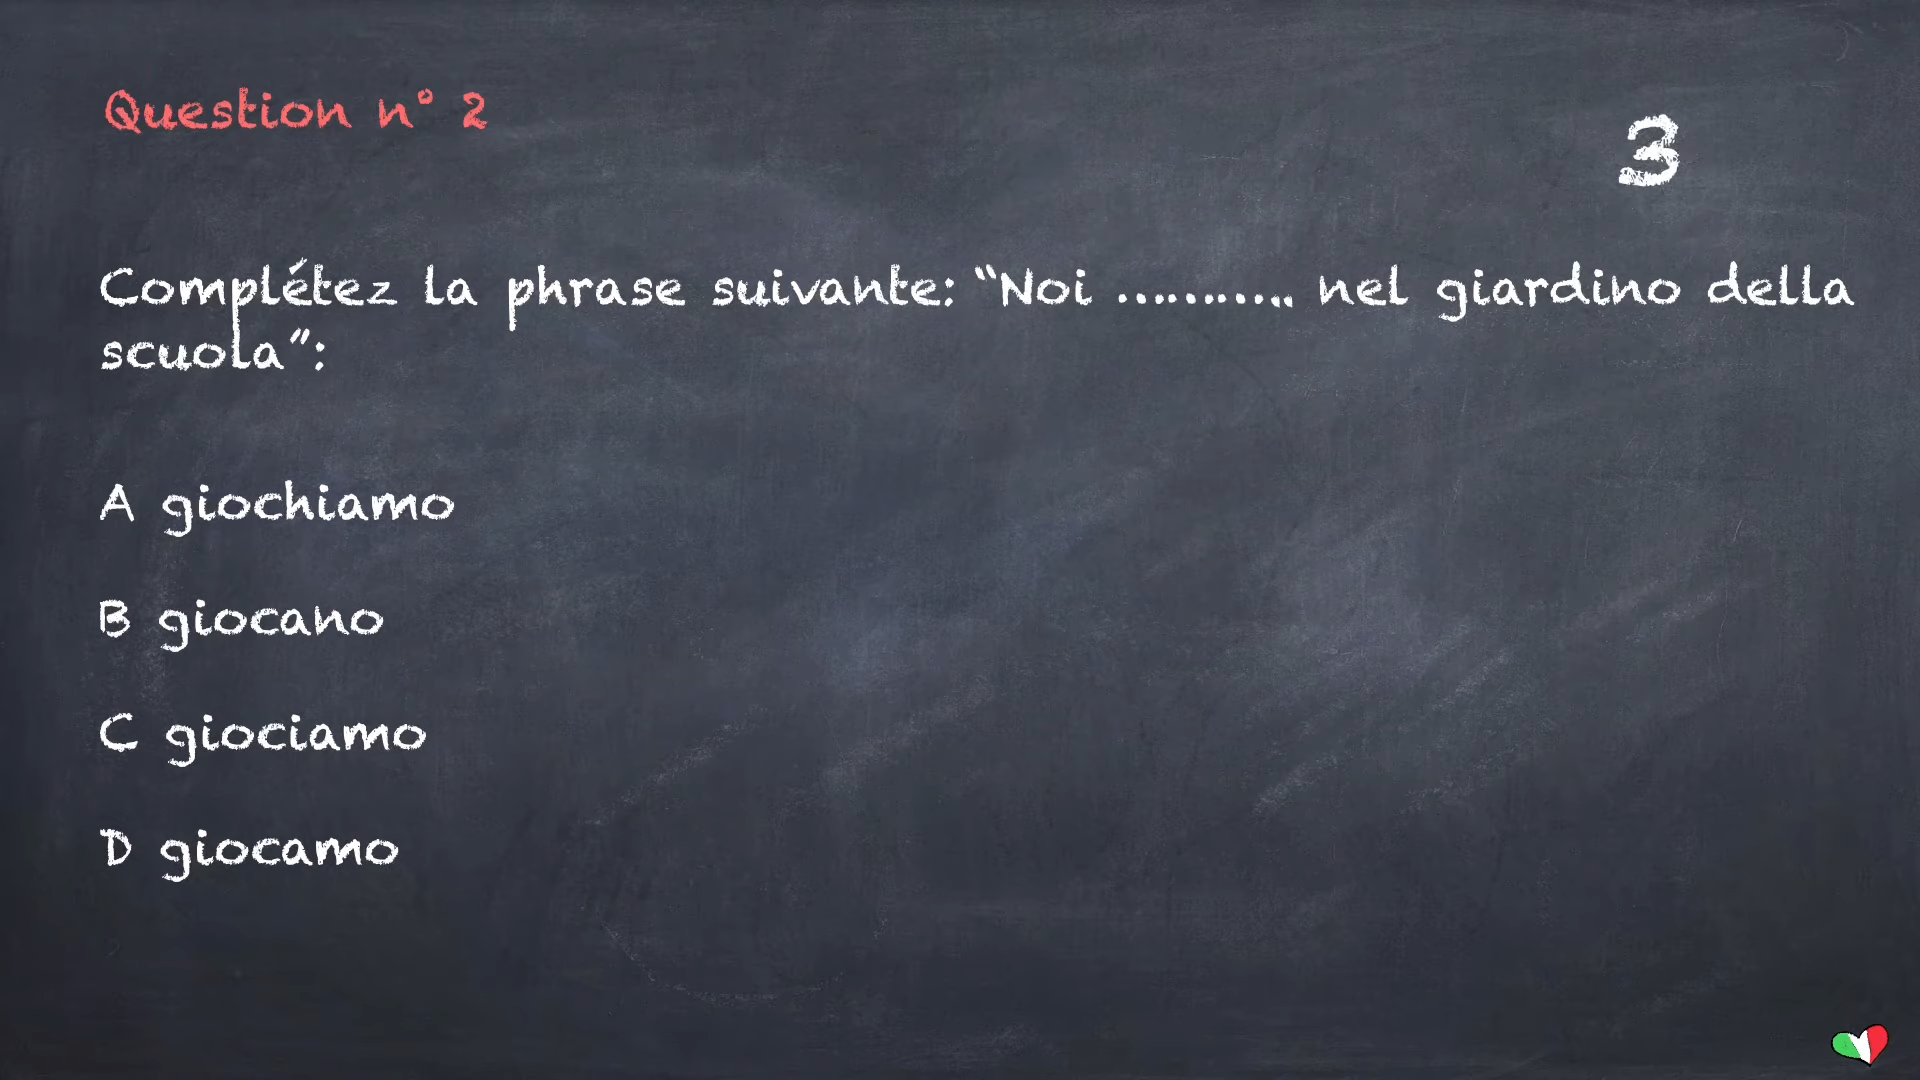 Question n° 2
3
Complétez la phrase suivante: “Noi ........... nel giardino della
scuola”:
A giochiamo
B giocano
C giociamo
D giocamo